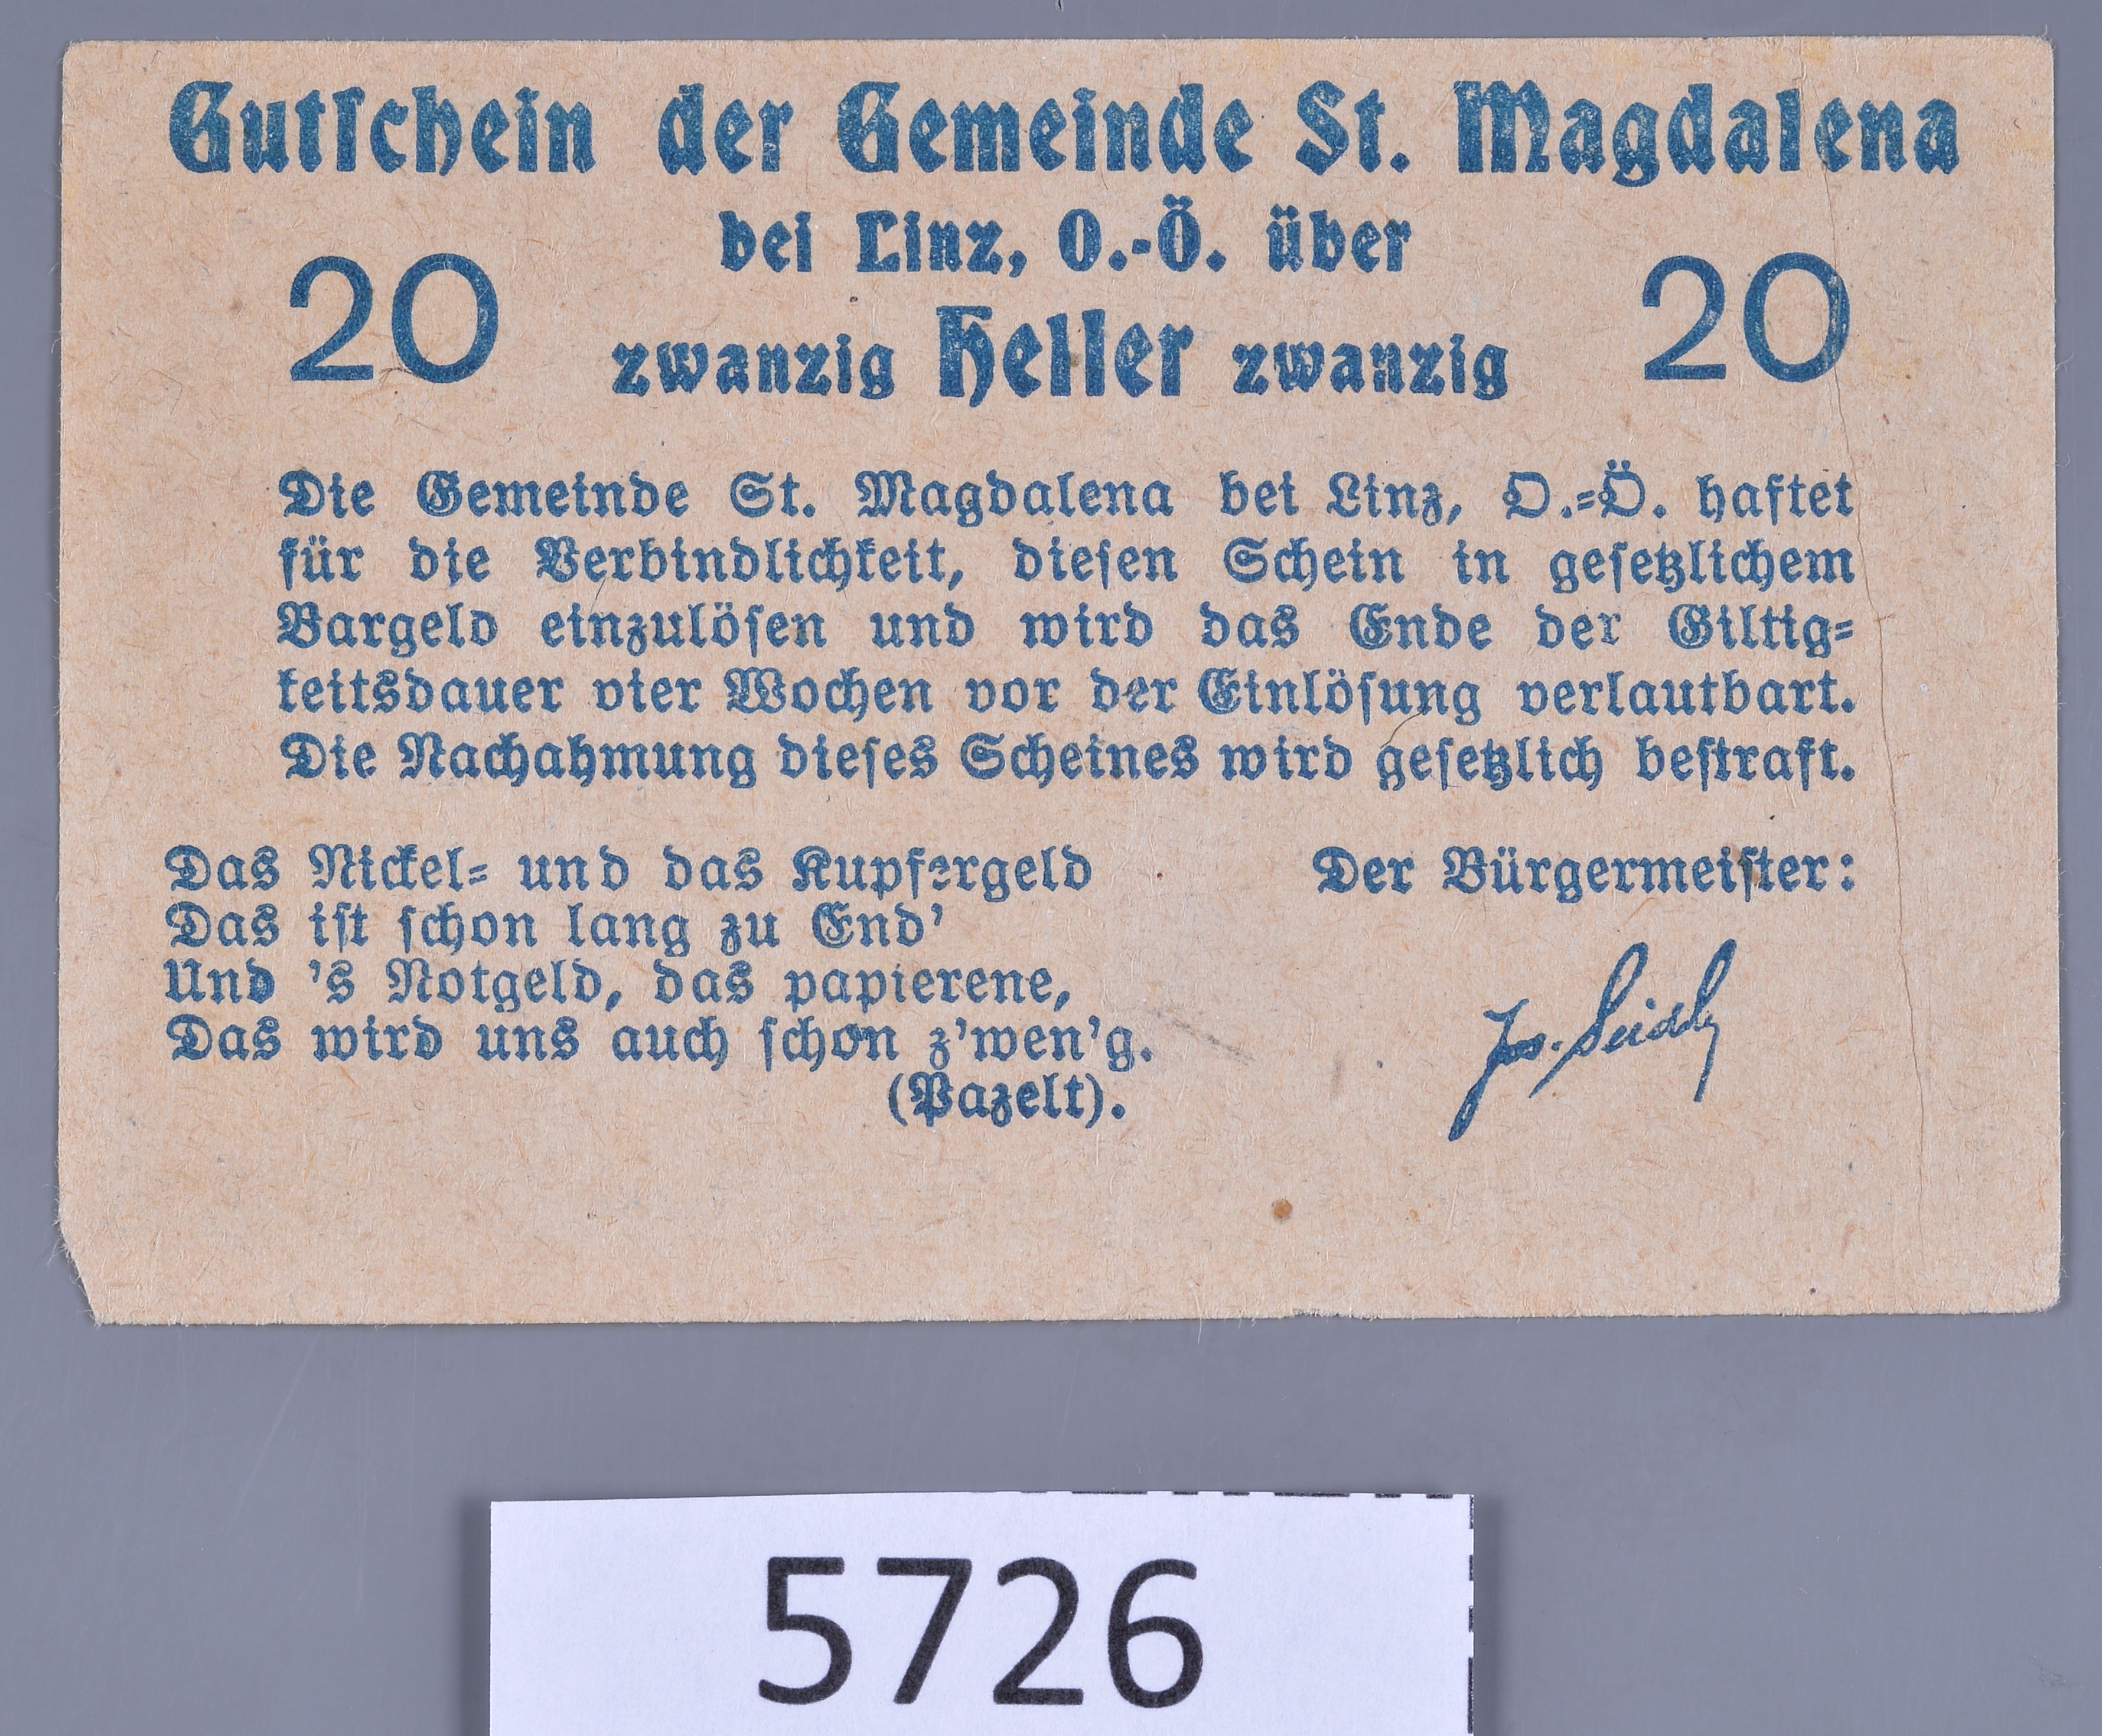 Gutschein der Gemeinde St. Magdalena
bei Linz, O.-Ö. über
20 zwanzig Heller zwanzig 20
Die Gemeinde St. Magdalena bei Linz, O.=Ö. haftet
für die Verbindlichkeit, diesen Schein in gesetzlichem
Bargeld einzulösen und wird das Ende der Giltig=
keitsdauer vier Wochen vor der Einlösung verlautbart.
Die Nachahmung dieses Scheines wird gesetzlich bestraft.
Das Nickel= und das Kupfergeld
Das ist schon lang zu End'
Und 's Notgeld, das papierene,
Das wird uns auch schon z'wen'g.
(Pazelt).
Der Bürgermeister:
Jos.
5726